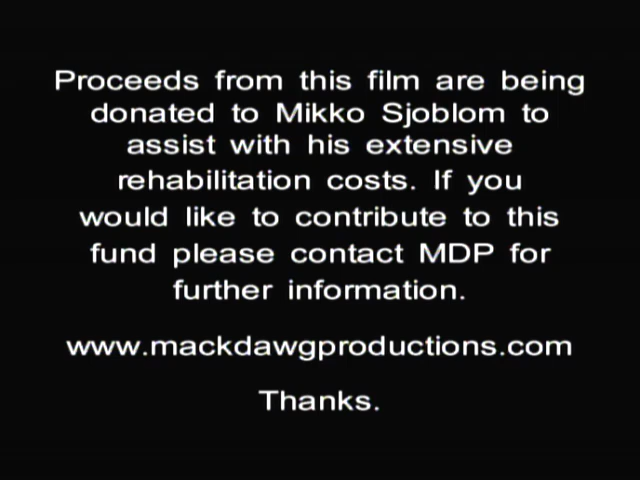 Proceeds from this film are being
donated to Mikko Sjoblom to
assist with his extensive
rehabilitation costs. If you
would like to contribute to this
fund please contact MDP for
further information.
www.mackdawgproductions.com
Thanks.